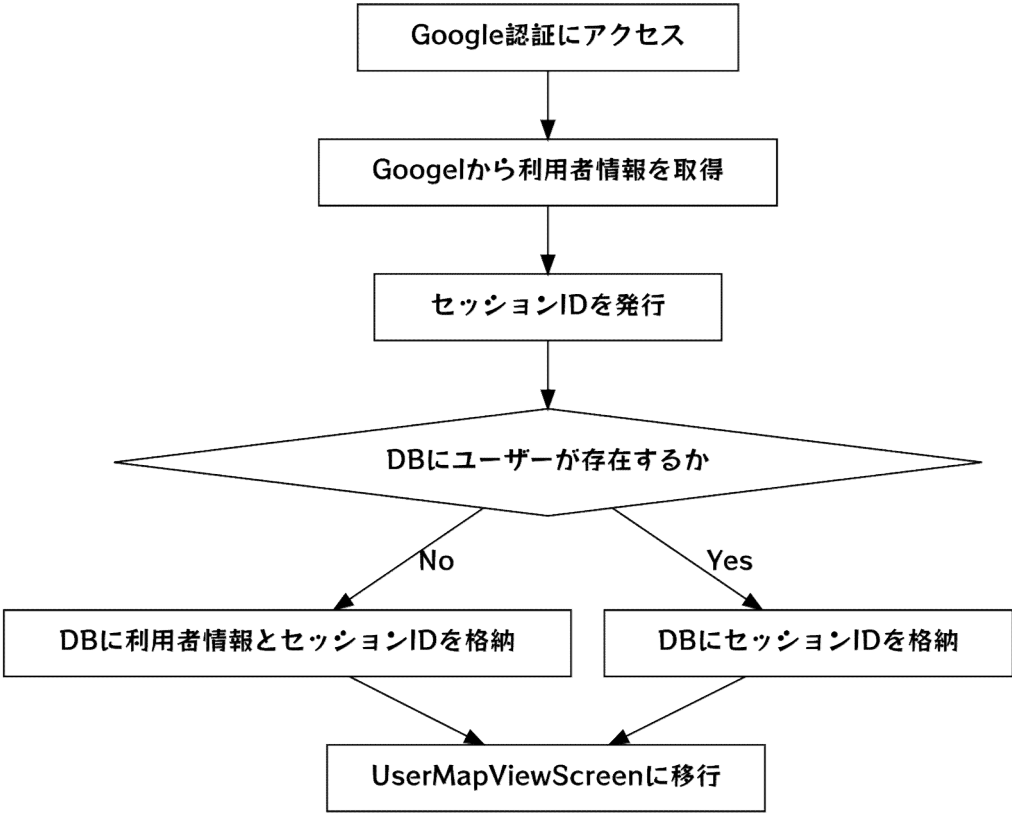 Google認証にアクセス
Googelから利用者情報を取得
セッションIDを発行
DBにユーザーが存在するか
No
Yes
DBに利用者情報とセッションIDを格納
DBにセッションIDを格納
UserMapViewScreenに移行